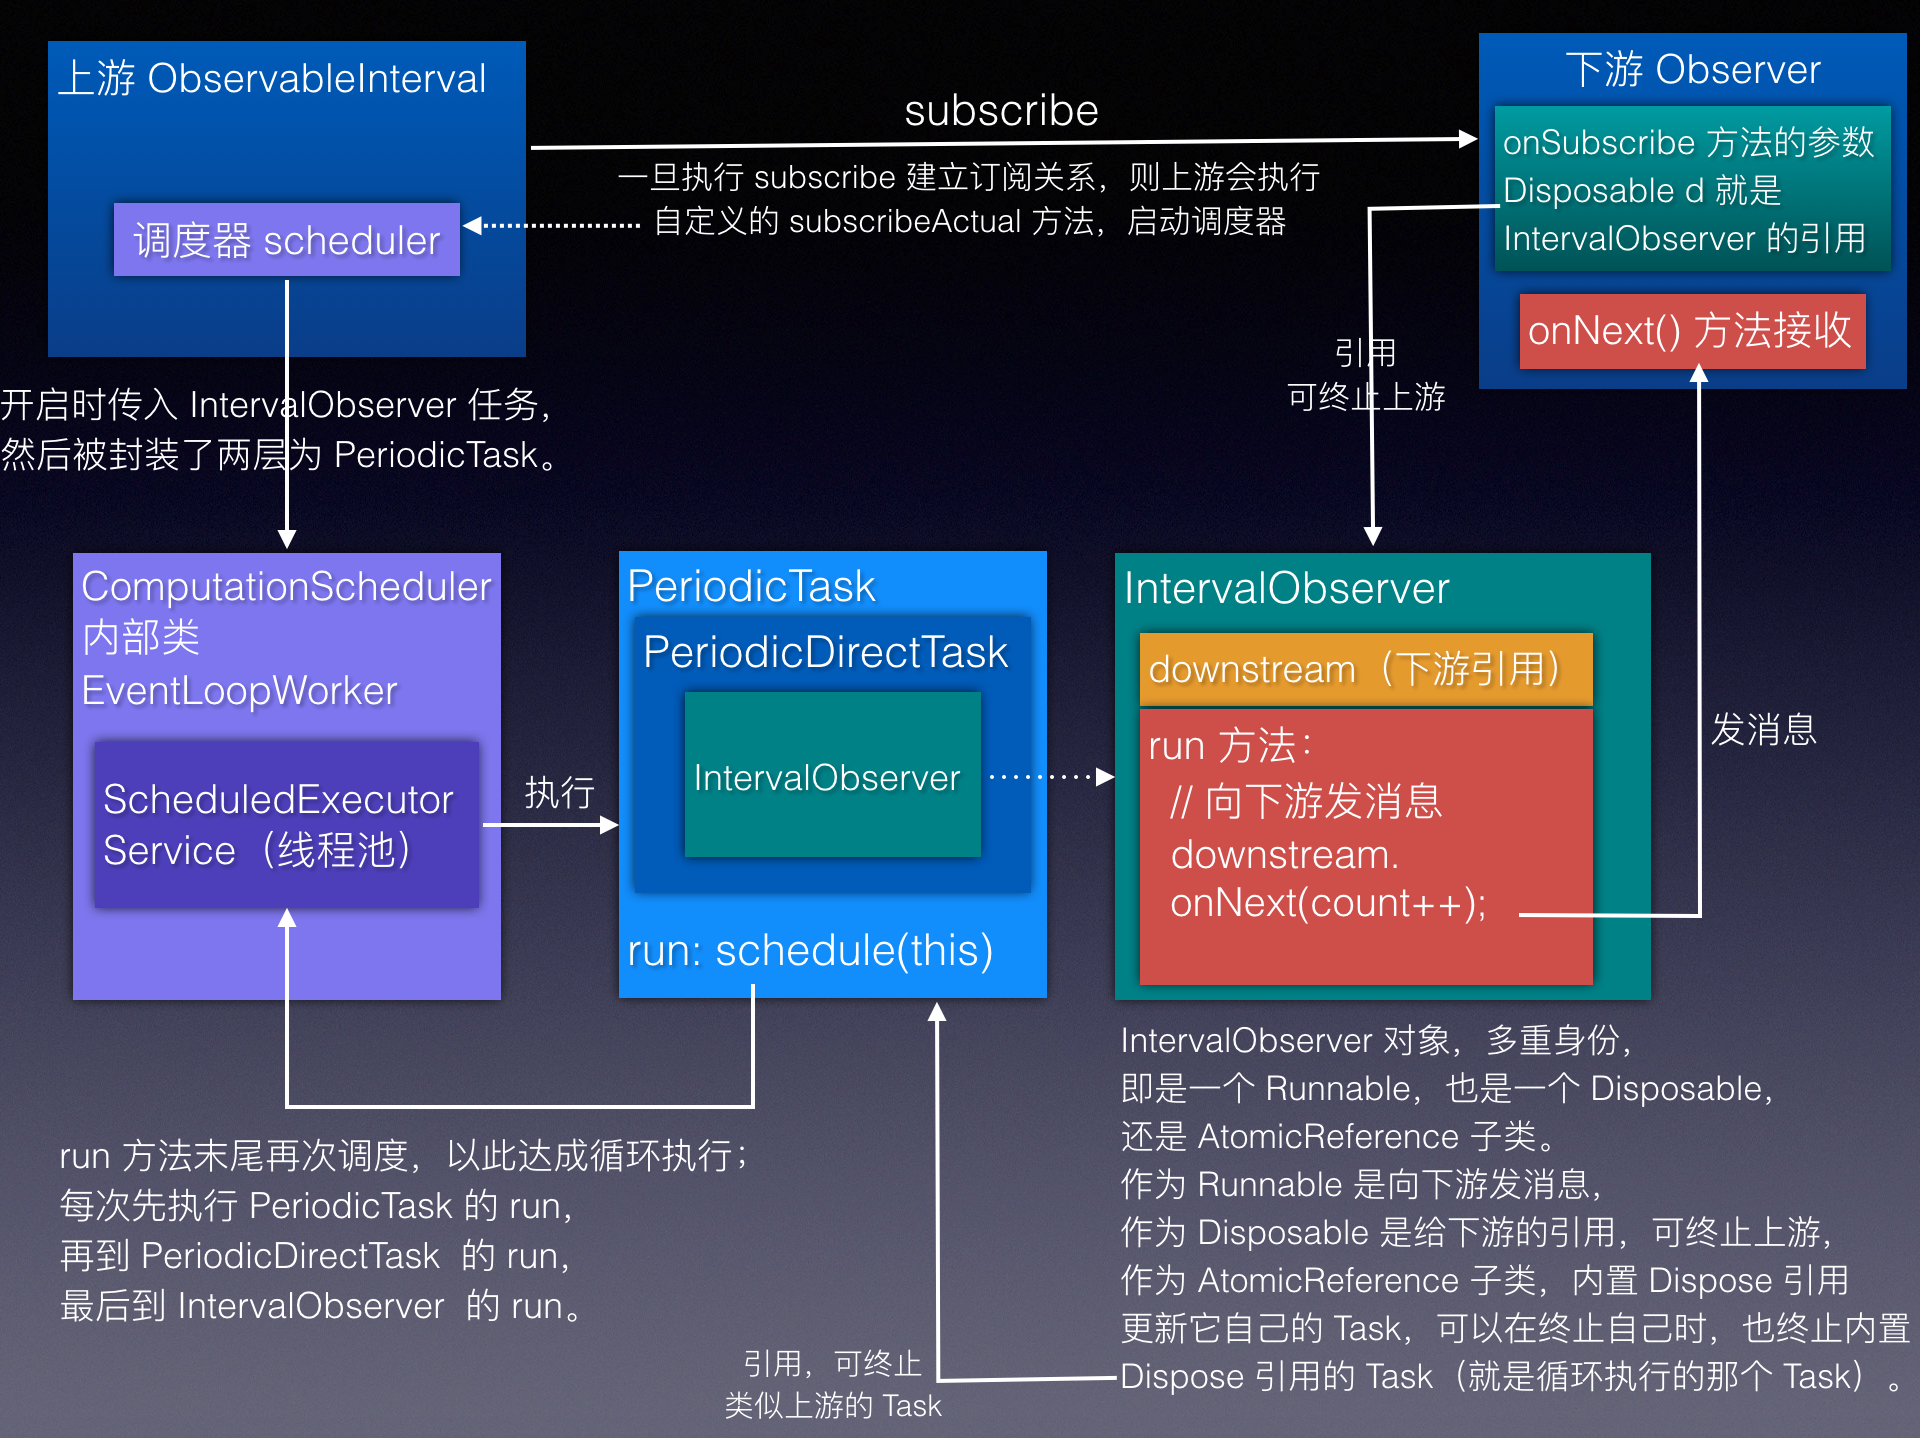 上游 ObservableInterval
调度器 scheduler
subscribe
一旦执行 subscribe 建立订阅关系，则上游会执行
自定义的 subscribeActual 方法，启动调度器
下游 Observer
onSubscribe 方法的参数
Disposable d 就是
IntervalObserver 的引用
onNext() 方法接收
引用
可终止上游
开启时传入 IntervalObserver 任务，
然后被封装了两层为 PeriodicTask。
ComputationScheduler
内部类
EventLoopWorker
ScheduledExecutor
Service（线程池）
执行
PeriodicTask
PeriodicDirectTask
IntervalObserver
run: schedule(this)
IntervalObserver
downstream（下游引用）
run 方法：
// 向下游发消息
downstream.
onNext(count++);
发消息
run 方法末尾再次调度，以此达成循环执行；
每次先执行 PeriodicTask 的 run，
再到 PeriodicDirectTask 的 run，
最后到 IntervalObserver 的 run。
引用，可终止
类似上游的 Task
IntervalObserver 对象，多重身份，
即是一个 Runnable，也是一个 Disposable，
还是 AtomicReference 子类。
作为 Runnable 是向下游发消息，
作为 Disposable 是给下游的引用，可终止上游，
作为 AtomicReference 子类，内置 Dispose 引用
更新它自己的 Task，可以在终止自己时，也终止内置
Dispose 引用的 Task（就是循环执行的那个 Task）。